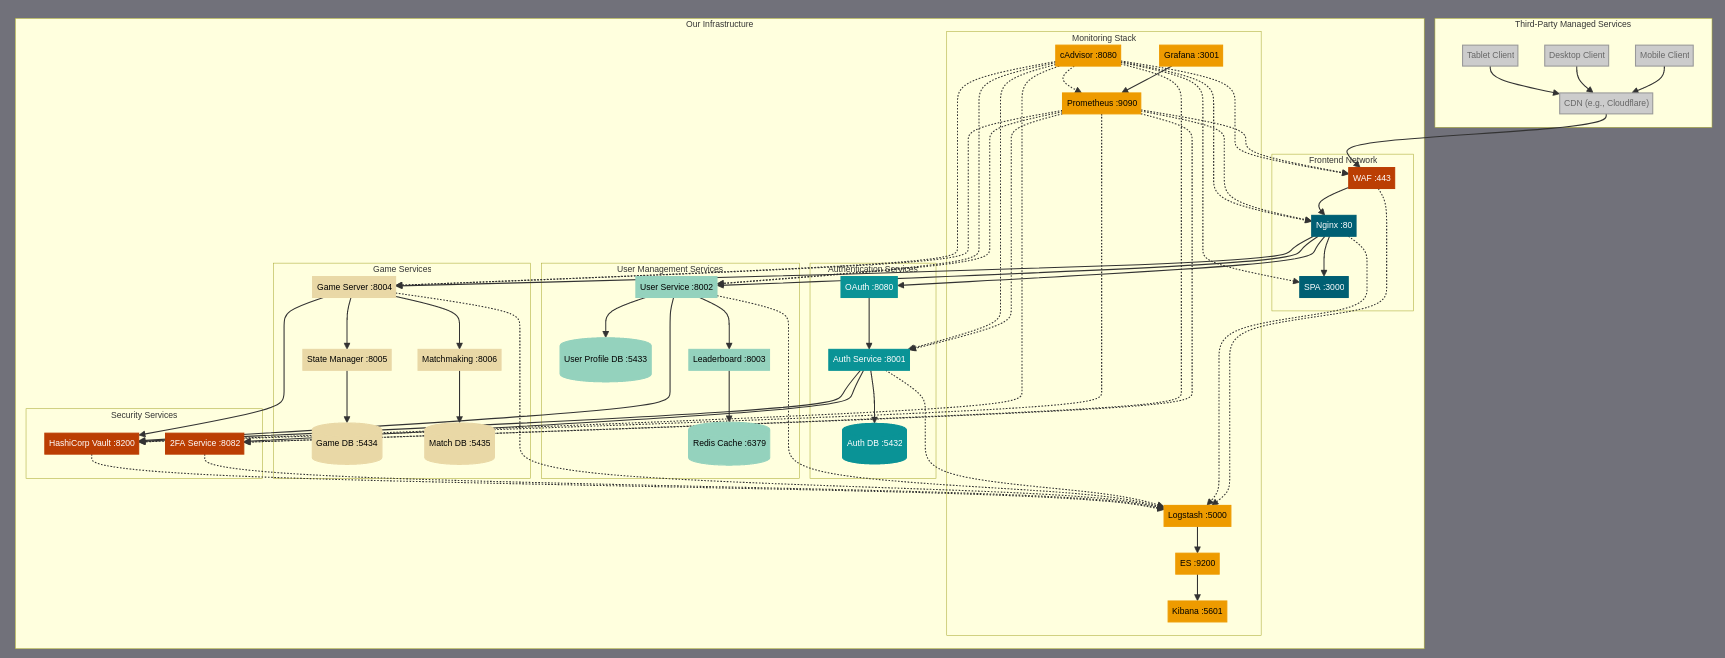 Our Infrastructure
Third-Party Managed Services
Monitoring Stack
cAdvisor :8080
Grafana :3001
Tablet Client
Desktop Client
Mobile Client
Prometheus :9090
CDN (e.g., Cloudflare)
Frontend Network
WAF :443
Nginx :80
Game Services
User Management Services
Authentication Services
Game Server :8004
User Service :8002
OAuth :8080
SPA :3000
State Manager :8005
Matchmaking :8006
User Profile DB :5433
Leaderboard :8003
Auth Service :8001
Security Services
HashiCorp Vault :8200
2FA Service :8082
Game DB :5434
Match DB :5435
Redis Cache :6379
Auth DB :5432
Logstash :5000
ES :9200
Kibana :5601